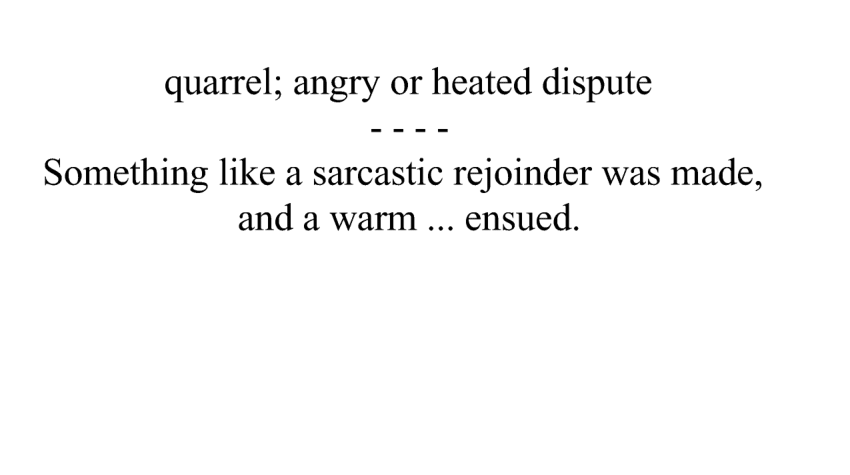 quarrel; angry or heated dispute
- - - -
Something like a sarcastic rejoinder was made,
and a warm ... ensued.